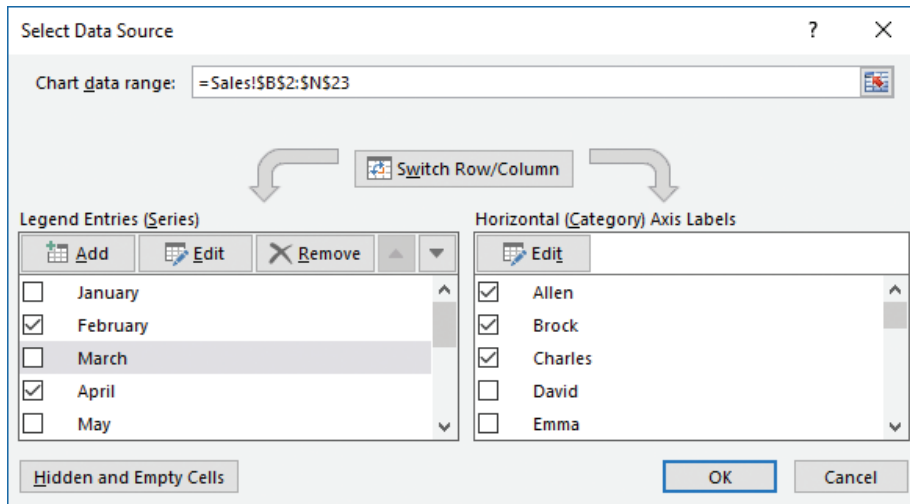 Select Data Source ?
Chart data range: =Sales!$B$2:$N$23
Switch Row/Column
Legend Entries (Series)
Add Edit Remove
January
February
March
April
May
Horizontal (Category) Axis Labels
Edit
Allen
Brock
Charles
David
Emma
Hidden and Empty Cells
OK Cancel